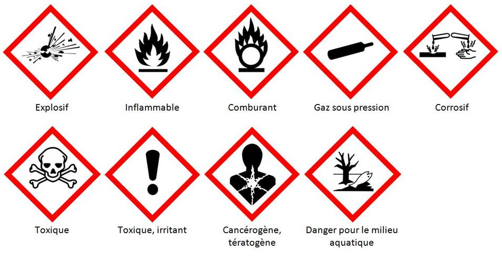 Explosif
Inflammable
Comburant
Gaz sous pression
Corrosif
Toxique
Toxique, irritant
Cancérogène,
tératogène
Danger pour le milieu
aquatique